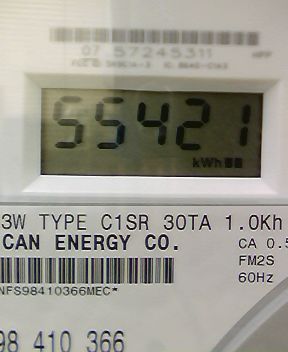 07 57245311
55421
kWh
3W TYPE C1SR 30TA 1.0Kh
CAN ENERGY CO.
CA 0.5
FM2S
60Hz
NFS98410366MEC*
98 410 366